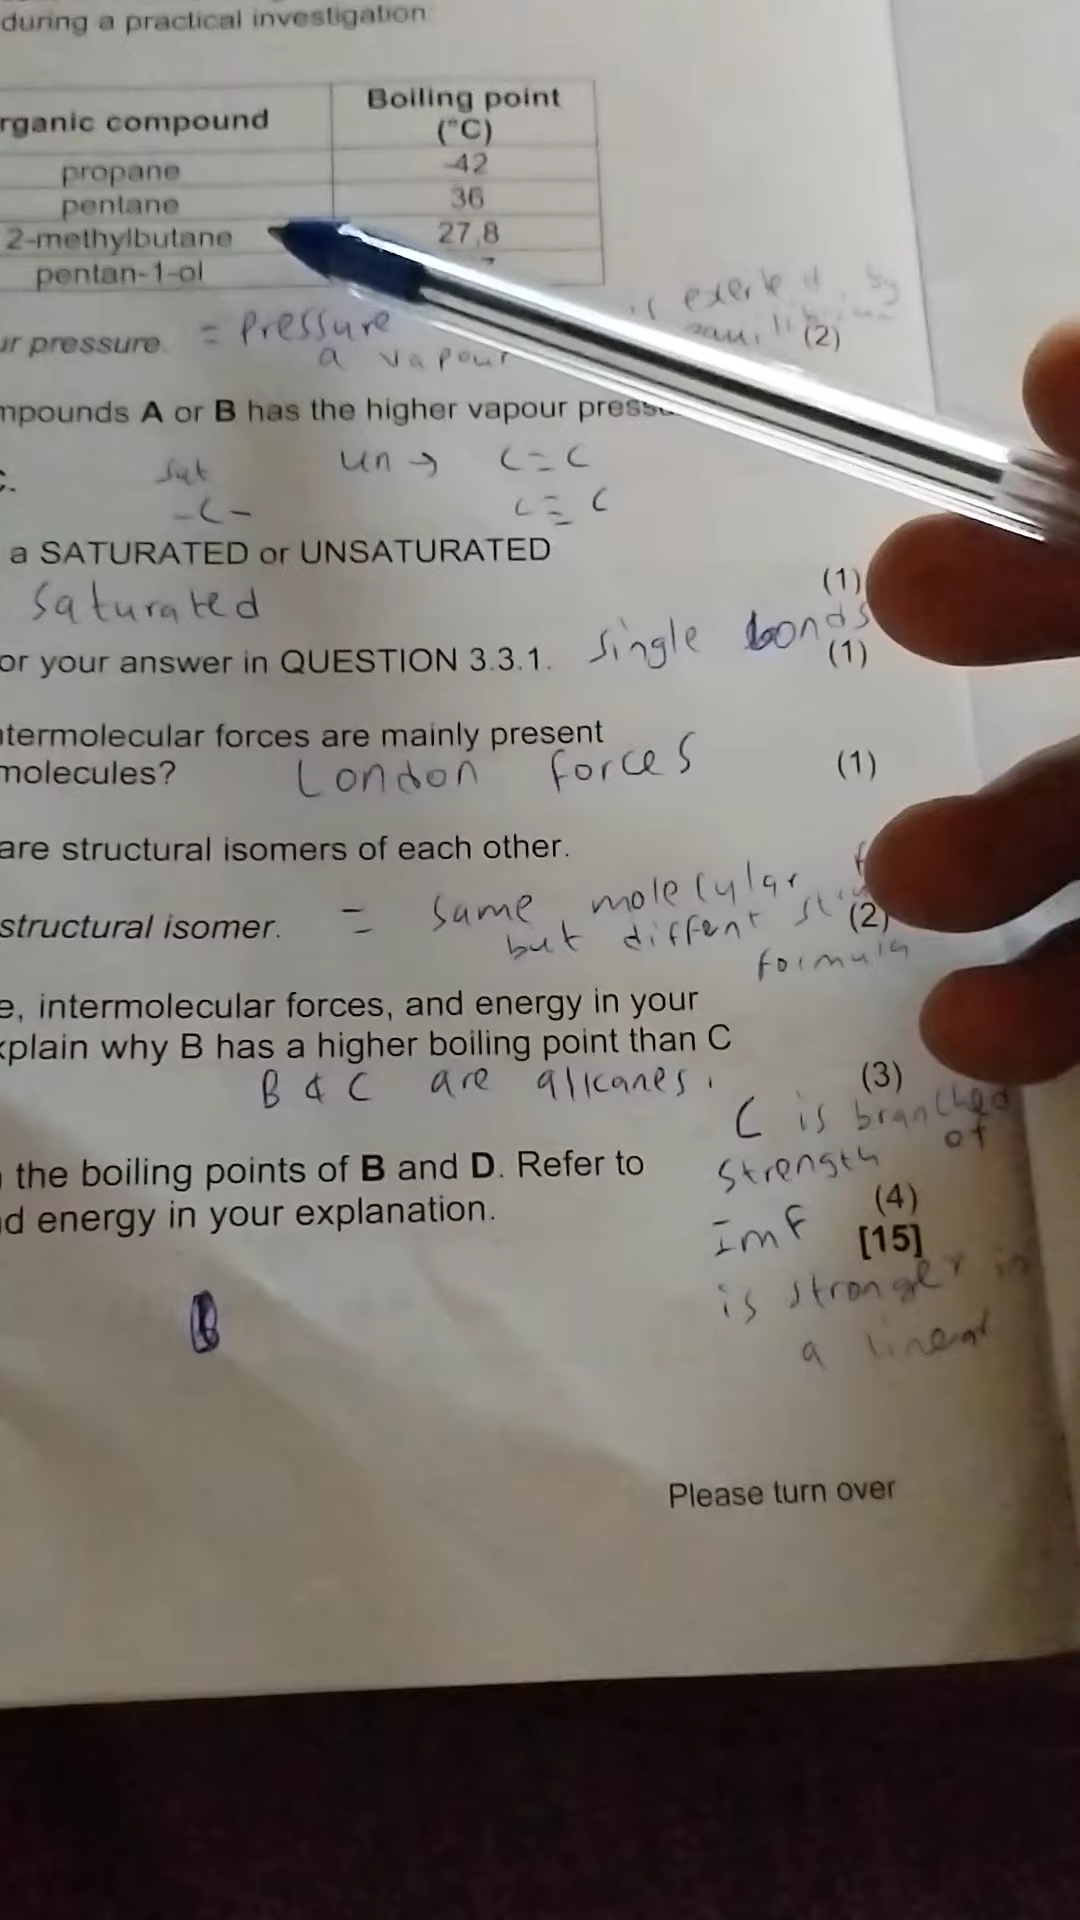 during a practical investigation
rganic compound Boiling point
(°C)
propane -42
pentane 36
2-methylbutane 27,8
pentan-1-ol
ur pressure. = Pressure is exerted by
a vapour (2)
mpounds A or B has the higher vapour
c. sat un → C=C
-C- C≡C
a SATURATED or UNSATURATED
(1)
Saturated
or your answer in QUESTION 3.3.1. Single bonds
(1)
ntermolecular forces are mainly present
molecules? London forces (1)
are structural isomers of each other.
structural isomer. = Same molecular
but diffent (2)
formula
e, intermolecular forces, and energy in your
xplain why B has a higher boiling point than C
B & C are alkanes. (3)
C is branched
the boiling points of B and D. Refer to strength of
d energy in your explanation. (4)
ImF [15]
is stronger in
a linear
B
Please turn over